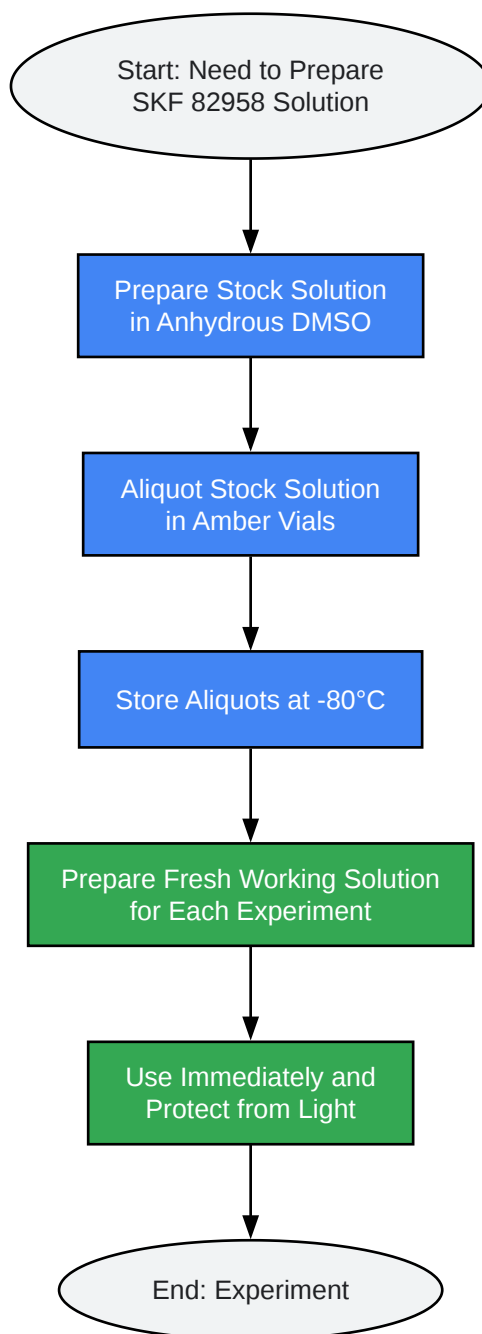 Start: Need to Prepare
SKF 82958 Solution
Prepare Stock Solution
in Anhydrous DMSO
Aliquot Stock Solution
in Amber Vials
Store Aliquots at -80°C
Prepare Fresh Working Solution
for Each Experiment
Use Immediately and
Protect from Light
End: Experiment